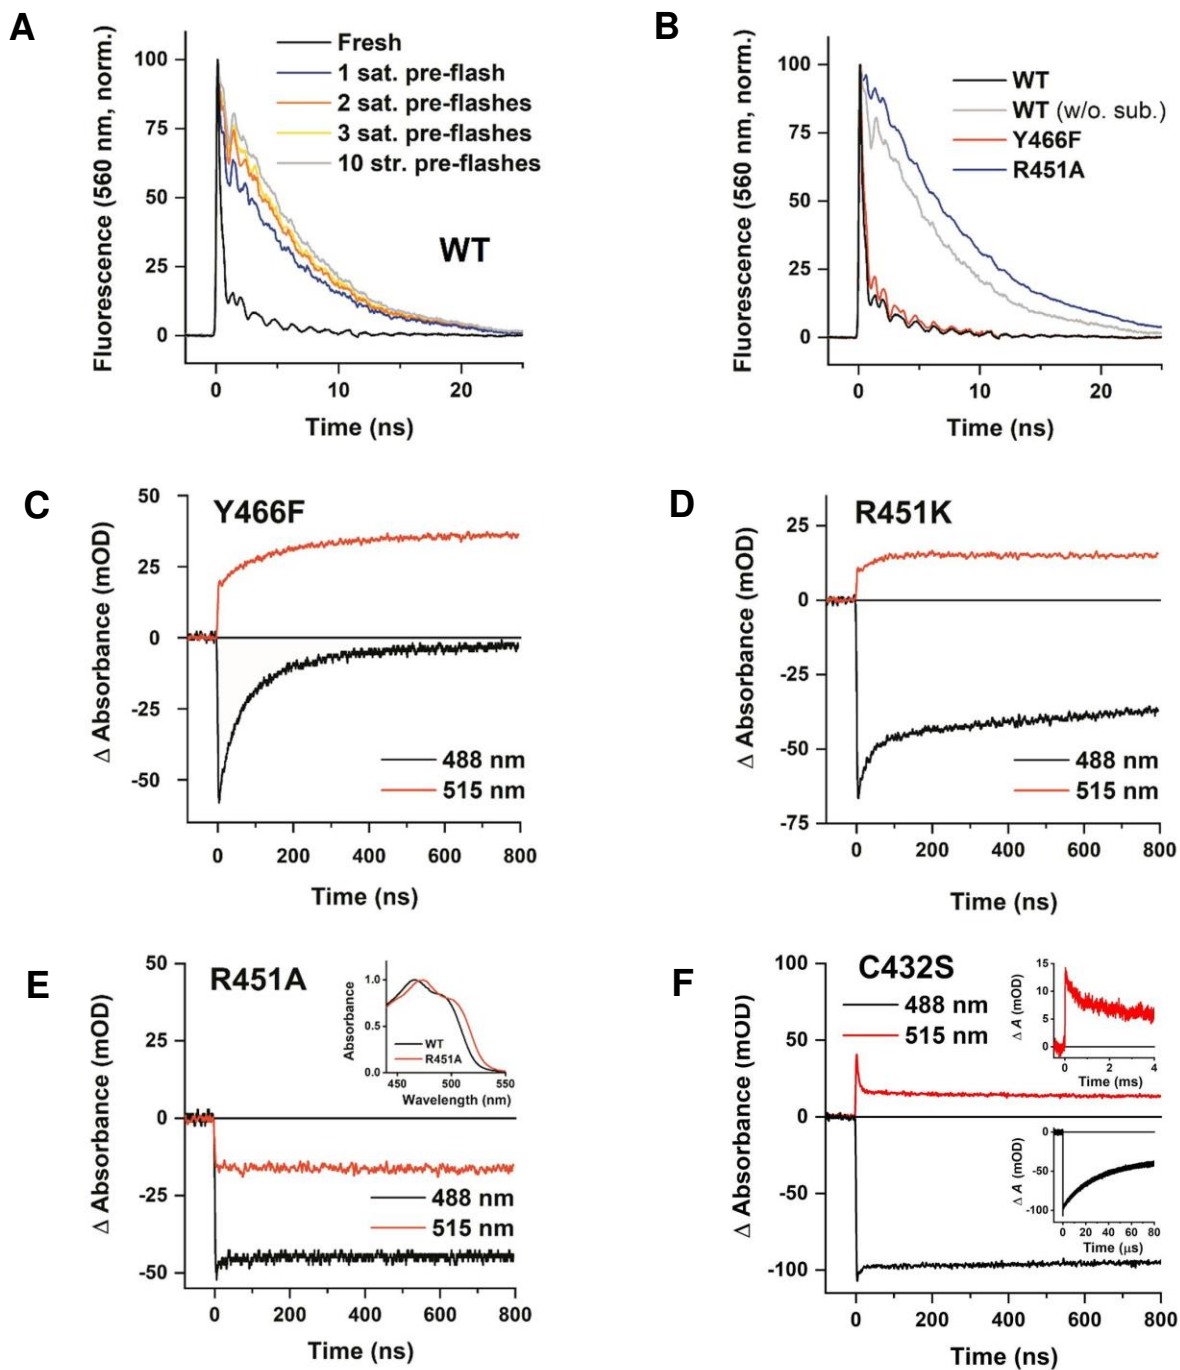 A
Fluorescence (560 nm, norm.)
100
75
50
25
0
Fresh
1 sat. pre-flash
2 sat. pre-flashes
3 sat. pre-flashes
10 str. pre-flashes
WT
0 10 20
Time (ns)
B
Fluorescence (560 nm, norm.)
100
75
50
25
0
WT
WT (w/o. sub.)
Y466F
R451A
0 10 20
Time (ns)
C
Δ Absorbance (mOD)
50
25
0
-25
-50
Y466F
488 nm
515 nm
0 200 400 600 800
Time (ns)
D
Δ Absorbance (mOD)
25
0
-25
-50
-75
R451K
488 nm
515 nm
0 200 400 600 800
Time (ns)
E
Δ Absorbance (mOD)
50
25
0
-25
-50
R451A
Absorbance
1.0
0.5
0.0
WT
R451A
450 500 550
Wavelength (nm)
488 nm
515 nm
0 200 400 600 800
Time (ns)
F
Δ Absorbance (mOD)
100
50
0
-50
-100
C432S
488 nm
515 nm
Δ A (mOD)
15
10
5
0
0 2 4
Time (ms)
Δ A (mOD)
0
-50
-100
0 20 40 60 80
Time (μs)
0 200 400 600 800
Time (ns)